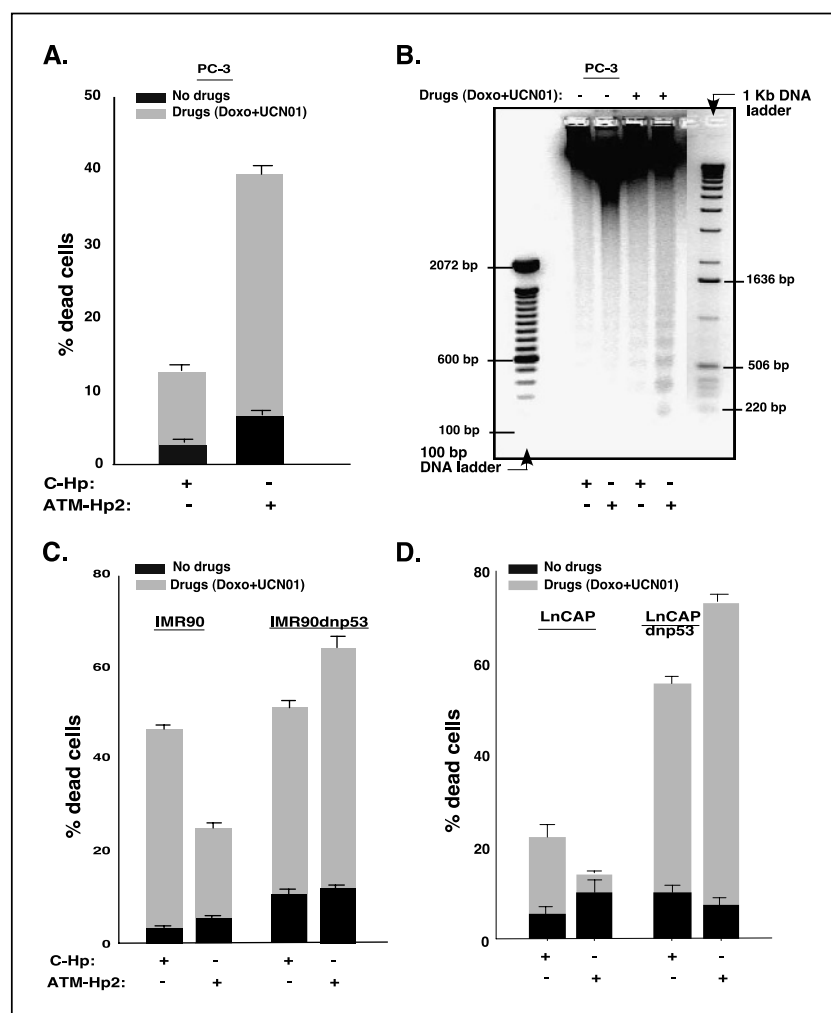 A.
PC-3
50
No drugs
Drugs (Doxo+UCN01)
40
30
20
10
0
% dead cells
C-Hp: + -
ATM-Hp2: - +
B.
PC-3
Drugs (Doxo+UCN01): - - + +
1 Kb DNA
ladder
2072 bp
600 bp
100 bp
100 bp
DNA ladder
1636 bp
506 bp
220 bp
+ - + -
- + - +
C.
No drugs
Drugs (Doxo+UCN01)
80
60
40
20
0
% dead cells
IMR90 IMR90dnp53
C-Hp: + - + -
ATM-Hp2: - + - +
D.
No drugs
Drugs (Doxo+UCN01)
80
60
40
20
0
% dead cells
LnCAP LnCAP
dnp53
+ - + -
- + - +